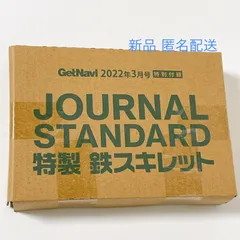 新品 匿名配送
GetNavi 2022年3月号 特別付録
JOURNAL
STANDARD
特製 鉄スキレット